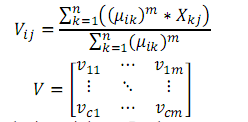 V_{ij} = \frac{\sum_{k=1}^{n}((\mu_{ik})^m * X_{kj})}{\sum_{k=1}^{n}(\mu_{ik})^m}
V = \begin{bmatrix} v_{11} & \cdots & v_{1m} \\ \vdots & \ddots & \vdots \\ v_{c1} & \cdots & v_{cm} \end{bmatrix}